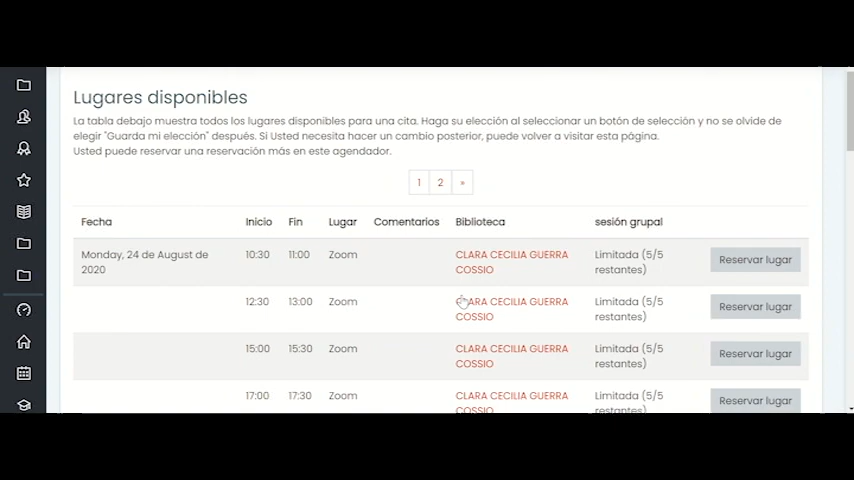 Lugares disponibles
La tabla debajo muestra todos los lugares disponibles para una cita. Haga su elección al seleccionar un botón de selección y no se olvide de
elegir "Guarda mi elección" después. Si Usted necesita hacer un cambio posterior, puede volver a visitar esta página.
Usted puede reservar una reservación más en este agendador.
1 2 »
Fecha Inicio Fin Lugar Comentarios Biblioteca sesión grupal
Monday, 24 de August de 10:30 11:00 Zoom CLARA CECILIA GUERRA Limitada (5/5 Reservar lugar
2020 COSSIO restantes)
12:30 13:00 Zoom CLARA CECILIA GUERRA Limitada (5/5 Reservar lugar
COSSIO restantes)
15:00 15:30 Zoom CLARA CECILIA GUERRA Limitada (5/5 Reservar lugar
COSSIO restantes)
17:00 17:30 Zoom CLARA CECILIA GUERRA Limitada (5/5 Reservar lugar
COSSIO restantes)